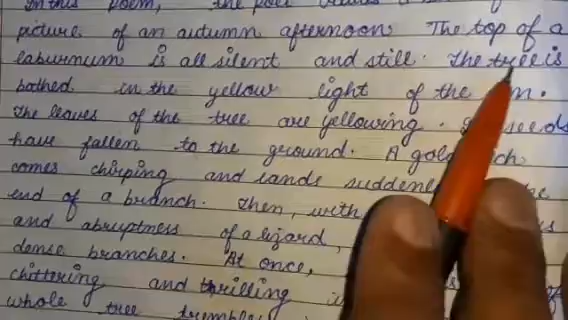 In this poem, the poet
picture of an autumn afternoon The top of a
laburnum is all silent and still. The tree is
bathed in the yellow light of the
The leaves of the tree are yellowing.
have fallen to the ground. A
comes chirping and lands
end of a branch. Then, with
and abruptness of a lizard,
dense branches. At once,
chittering and trilling
whole tree